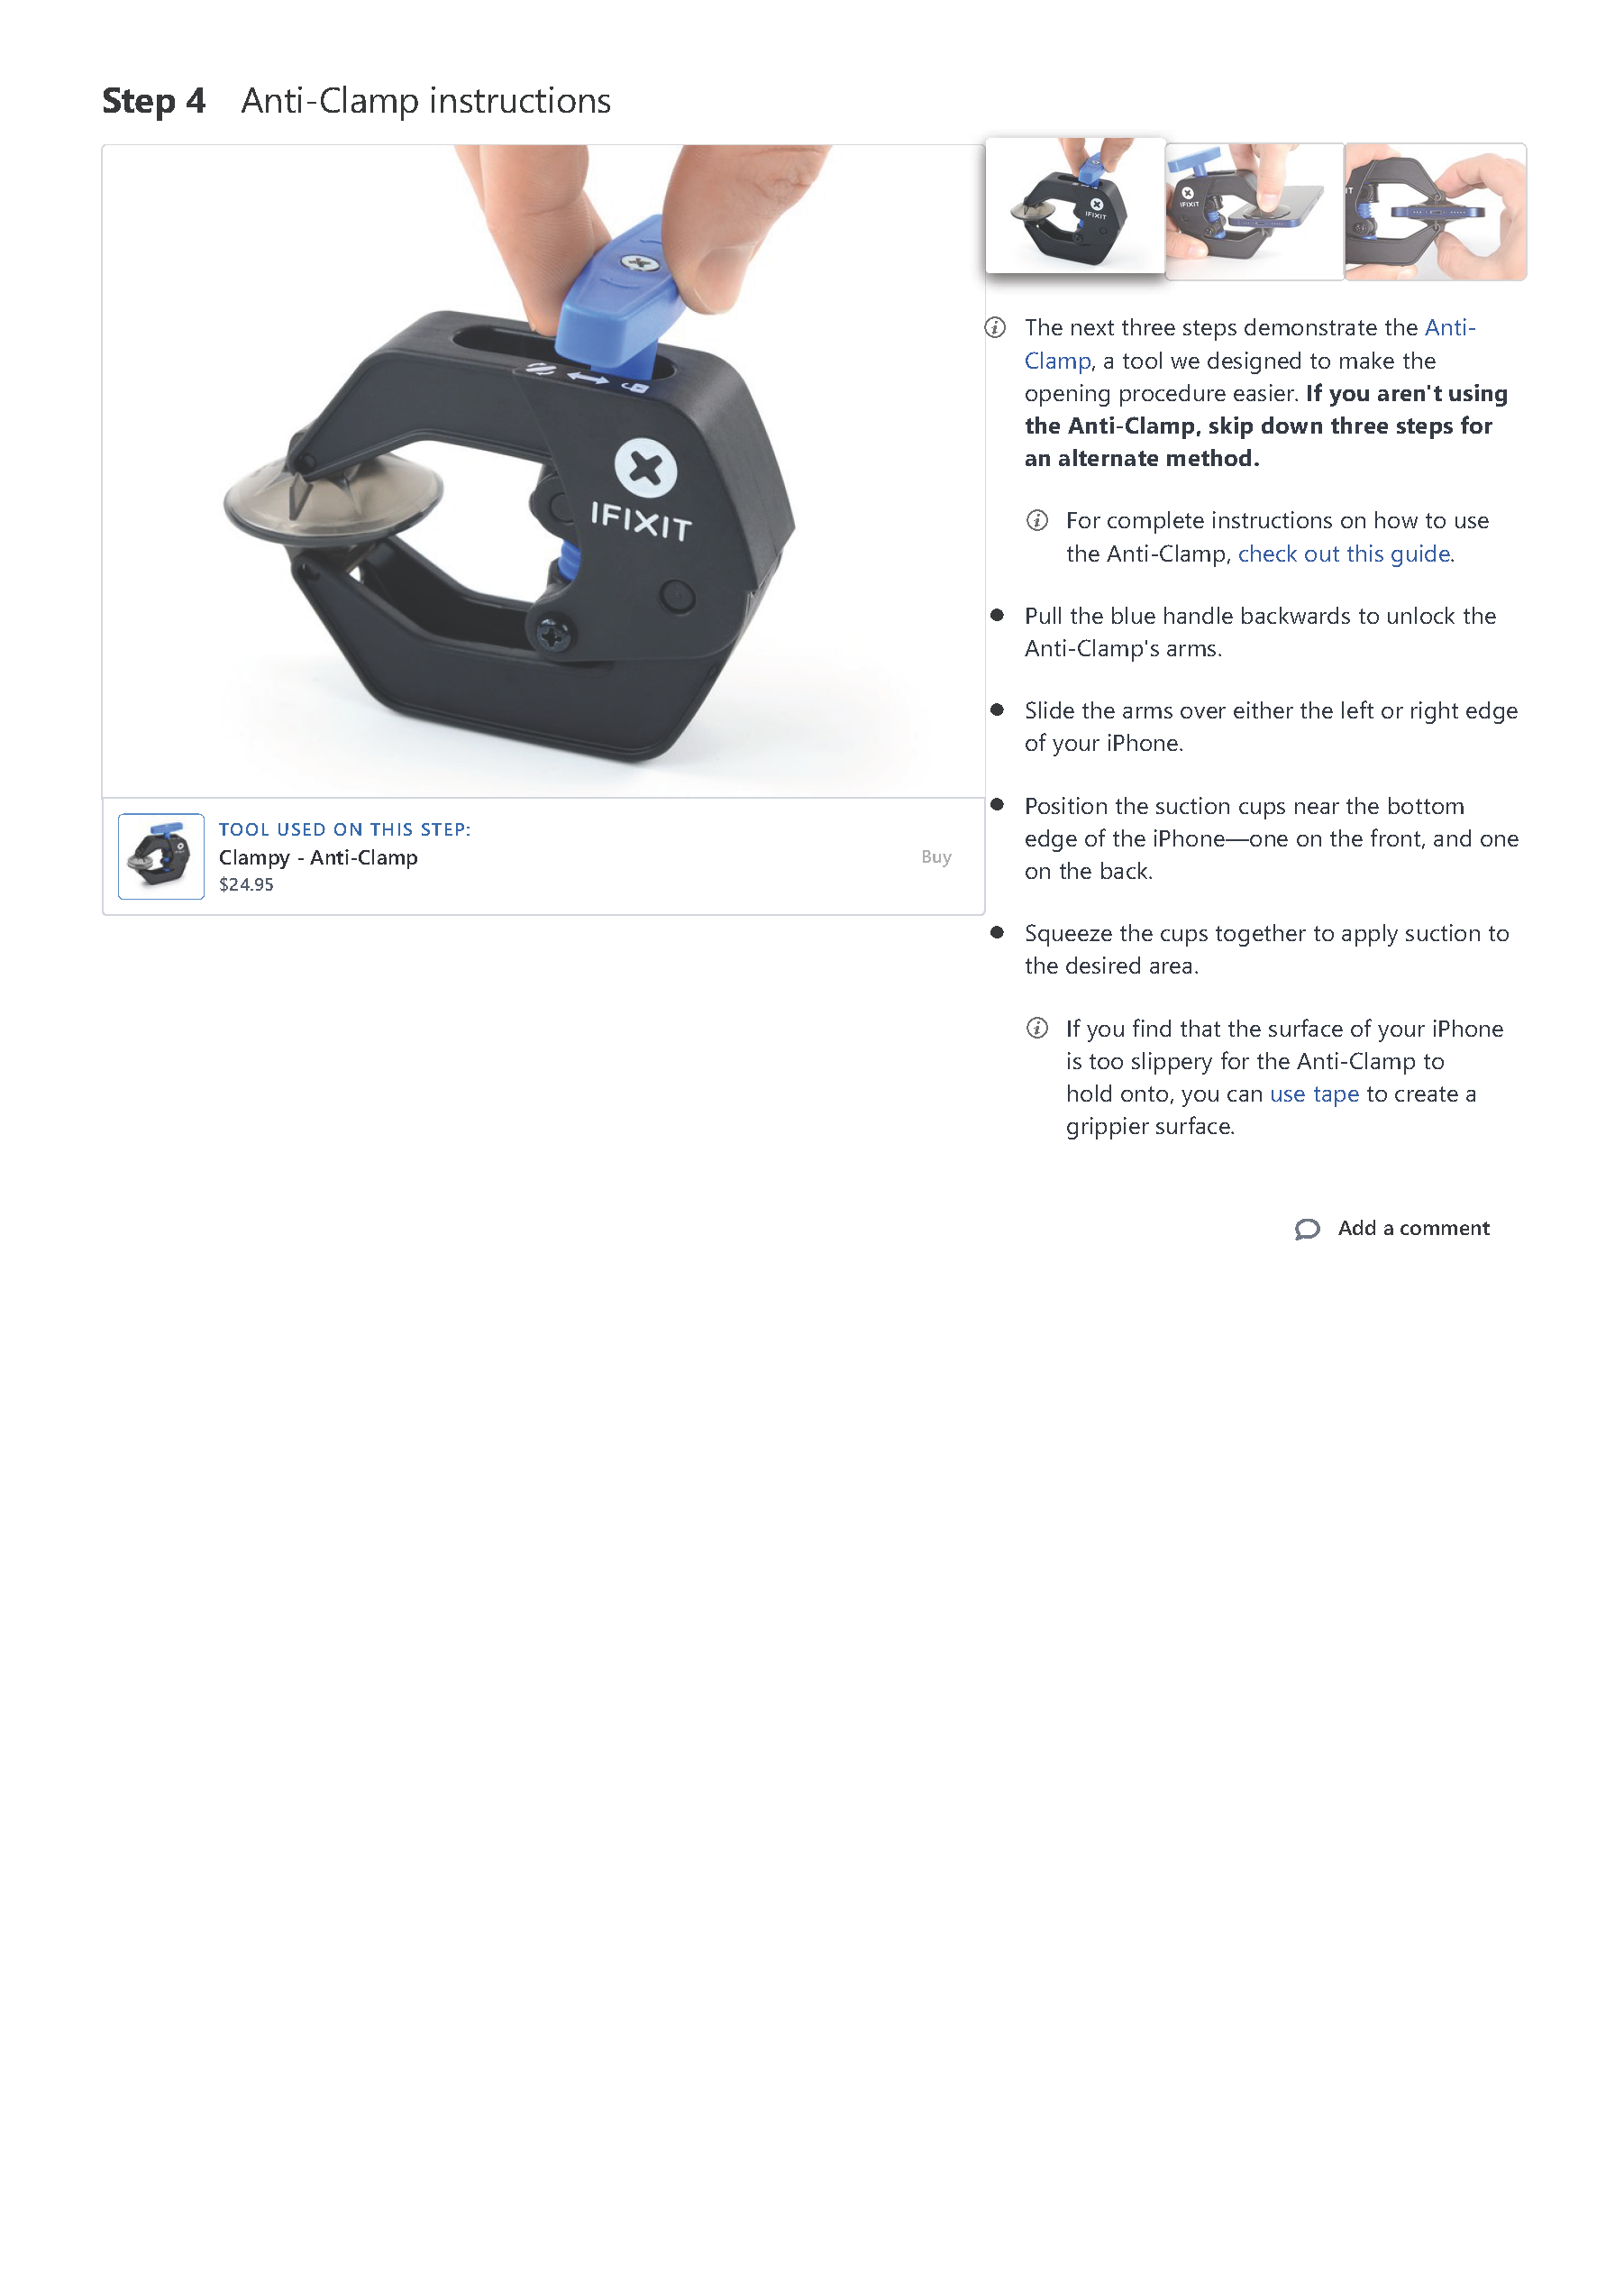 Step 4 Anti-Clamp instructions
IFIXIT
IFIXIT
IFIXIT
IT
The next three steps demonstrate the Anti-
Clamp, a tool we designed to make the
opening procedure easier. If you aren't using
the Anti-Clamp, skip down three steps for
an alternate method.
For complete instructions on how to use
the Anti-Clamp, check out this guide.
Pull the blue handle backwards to unlock the
Anti-Clamp's arms.
Slide the arms over either the left or right edge
of your iPhone.
Position the suction cups near the bottom
edge of the iPhone—one on the front, and one
on the back.
Squeeze the cups together to apply suction to
the desired area.
If you find that the surface of your iPhone
is too slippery for the Anti-Clamp to
hold onto, you can use tape to create a
grippier surface.
TOOL USED ON THIS STEP:
Clampy - Anti-Clamp
$24.95
Buy
Add a comment